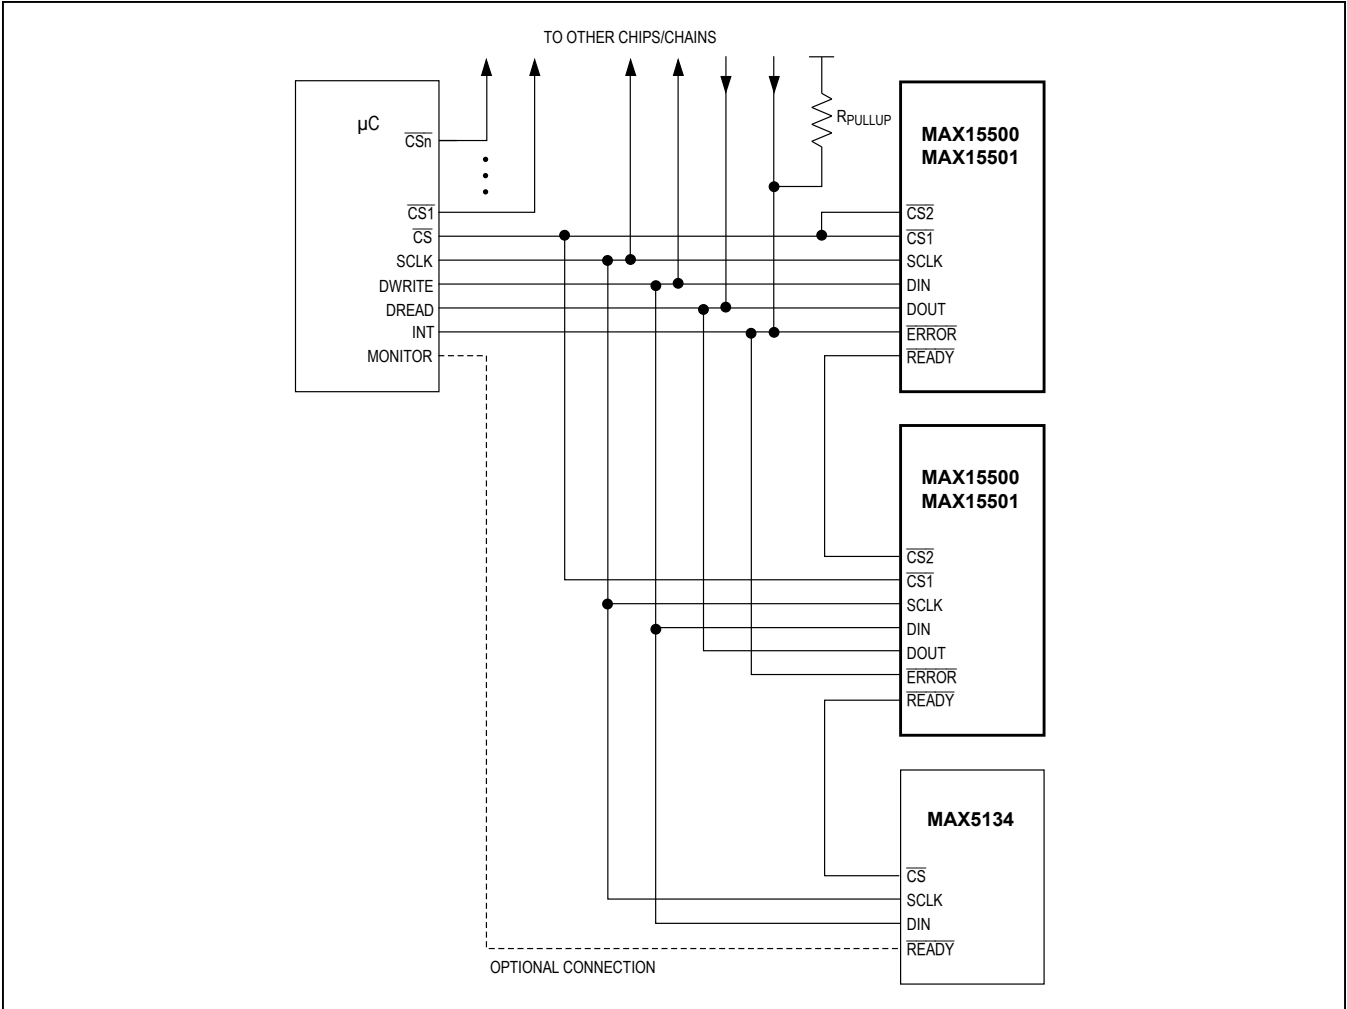 TO OTHER CHIPS/CHAINS
µC
CSn
CS1
CS
SCLK
DWRITE
DREAD
INT
MONITOR
RPULLUP
MAX15500
MAX15501
CS2
CS1
SCLK
DIN
DOUT
ERROR
READY
MAX15500
MAX15501
CS2
CS1
SCLK
DIN
DOUT
ERROR
READY
MAX5134
CS
SCLK
DIN
READY
OPTIONAL CONNECTION